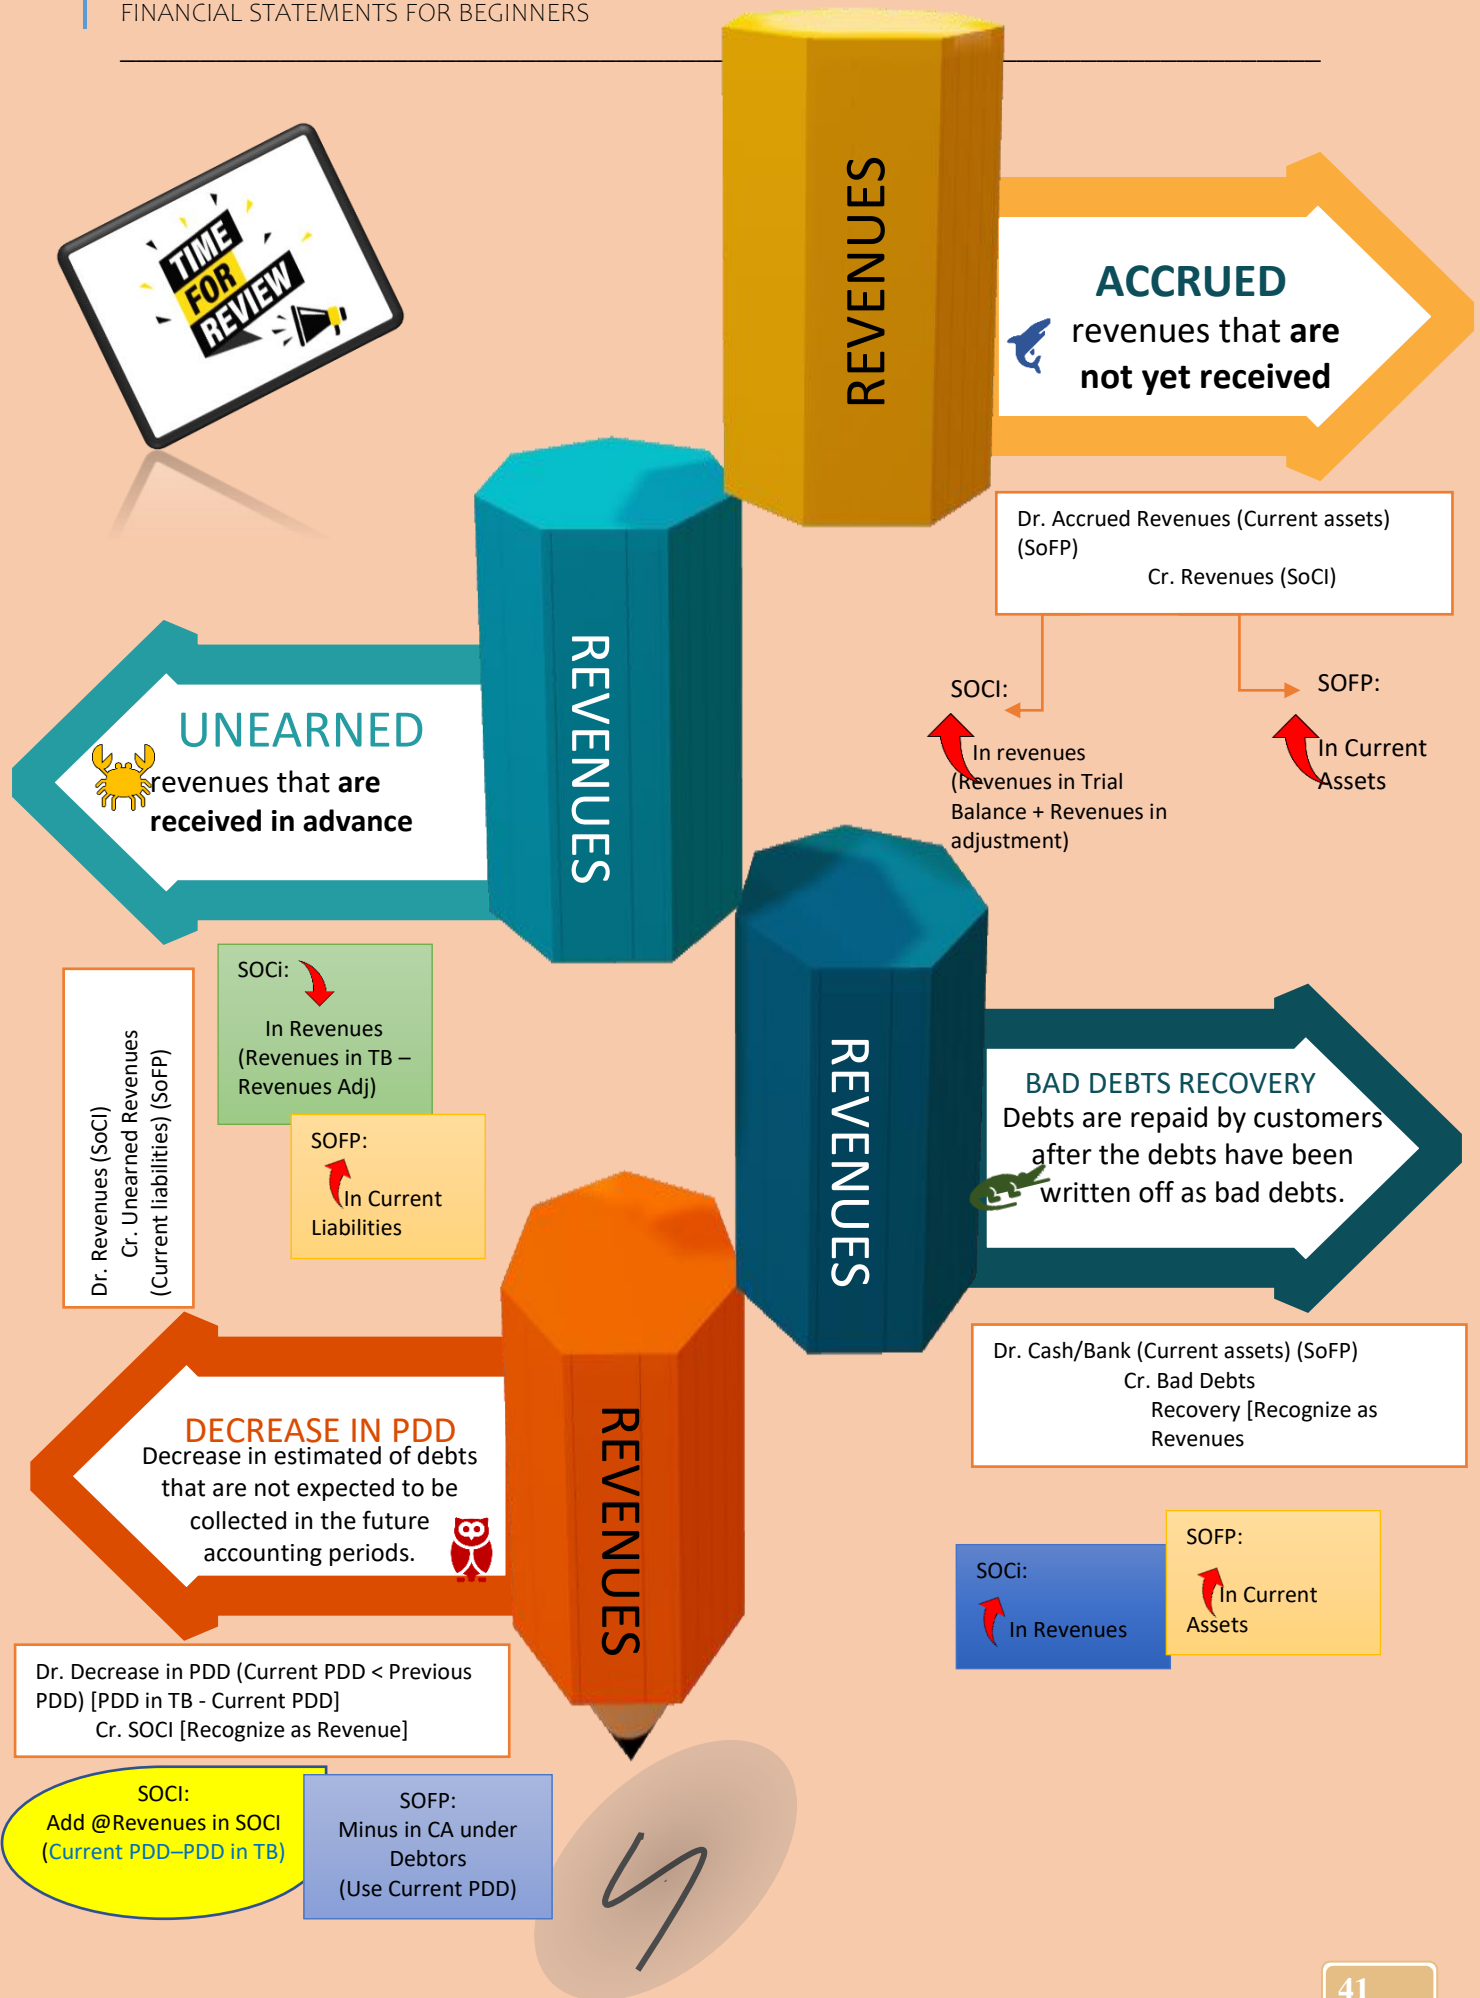 FINANCIAL STATEMENTS FOR BEGINNERS
TIME
FOR
REVIEW
REVENUES
ACCRUED
revenues that are
not yet received
Dr. Accrued Revenues (Current assets)
(SoFP)
Cr. Revenues (SoCI)
SOCI:
In revenues
(Revenues in Trial
Balance + Revenues in
adjustment)
SOFP:
In Current
Assets
REVENUES
UNEARNED
revenues that are
received in advance
Dr. Revenues (SoCI)
Cr. Unearned Revenues
(Current liabilities) (SoFP)
SOCi:
In Revenues
(Revenues in TB –
Revenues Adj)
SOFP:
In Current
Liabilities
REVENUES
BAD DEBTS RECOVERY
Debts are repaid by customers
after the debts have been
written off as bad debts.
Dr. Cash/Bank (Current assets) (SoFP)
Cr. Bad Debts
Recovery [Recognize as
Revenues
SOCi:
In Revenues
SOFP:
In Current
Assets
REVENUES
DECREASE IN PDD
Decrease in estimated of debts
that are not expected to be
collected in the future
accounting periods.
Dr. Decrease in PDD (Current PDD < Previous
PDD) [PDD in TB - Current PDD]
Cr. SOCI [Recognize as Revenue]
SOCI:
Add @Revenues in SOCI
(Current PDD–PDD in TB)
SOFP:
Minus in CA under
Debtors
(Use Current PDD)
41